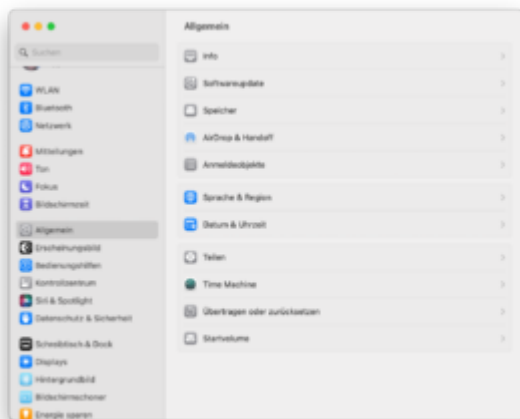 Suchen
WLAN
Bluetooth
Netzwerk
Mitteilungen
Ton
Fokus
Bildschirmzeit
Allgemein
Erscheinungsbild
Bedienungshilfen
Kontrollzentrum
Siri & Spotlight
Datenschutz & Sicherheit
Schreibtisch & Dock
Displays
Hintergrundbild
Bildschirmschoner
Energie sparen
Allgemein
Info
Softwareupdate
Speicher
AirDrop & Handoff
Anmeldeobjekte
Sprache & Region
Datum & Uhrzeit
Teilen
Time Machine
Übertragen oder zurücksetzen
Startvolume